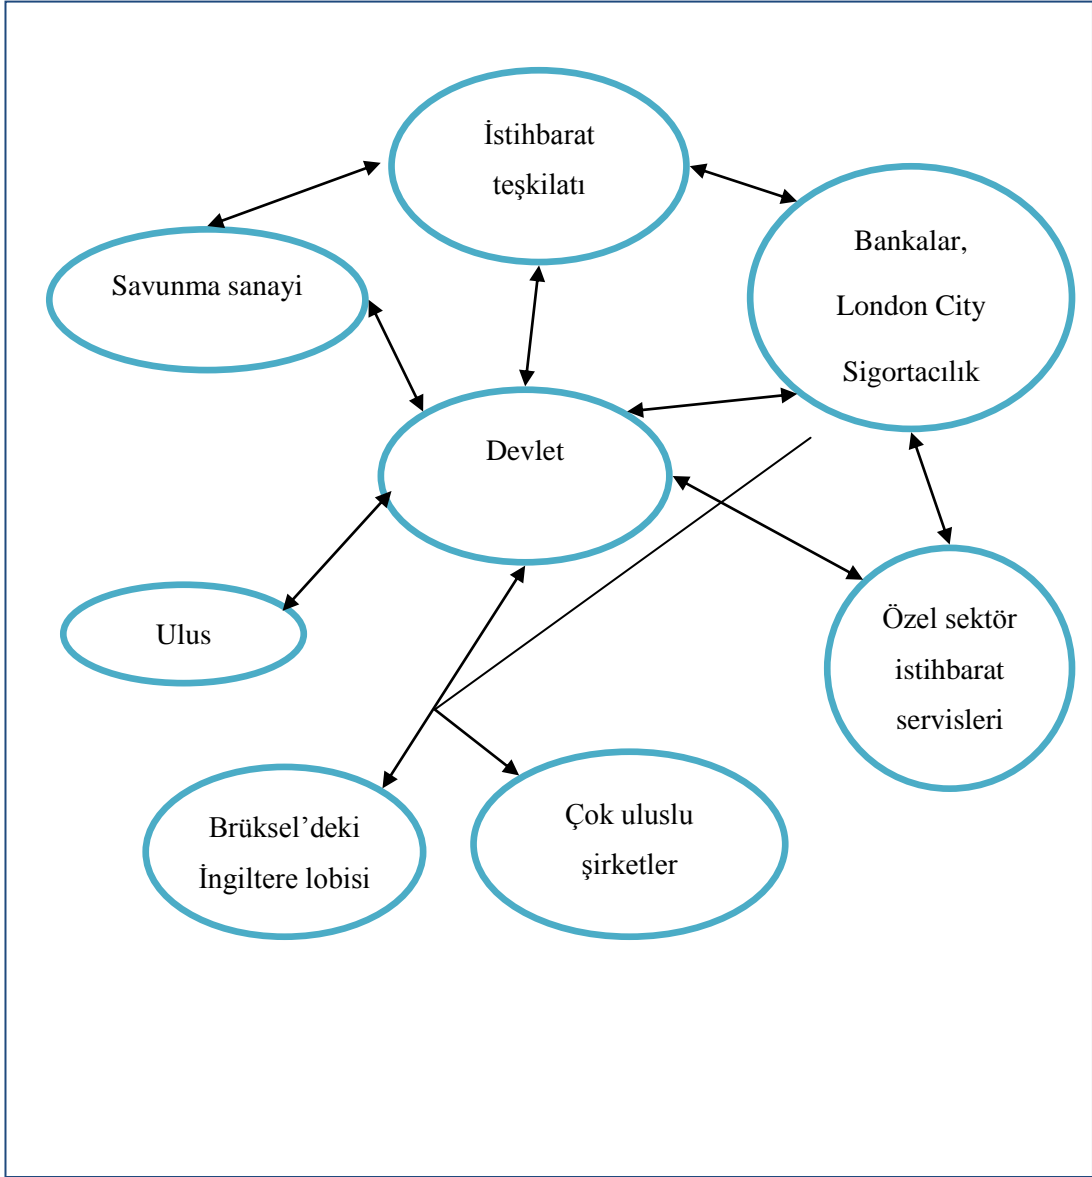 İstihbarat
teşkilatı
Bankalar,
London City
Sigortacılık
Savunma sanayi
Devlet
Ulus
Özel sektör
istihbarat
servisleri
Brüksel’deki
İngiltere lobisi
Çok uluslu
şirketler